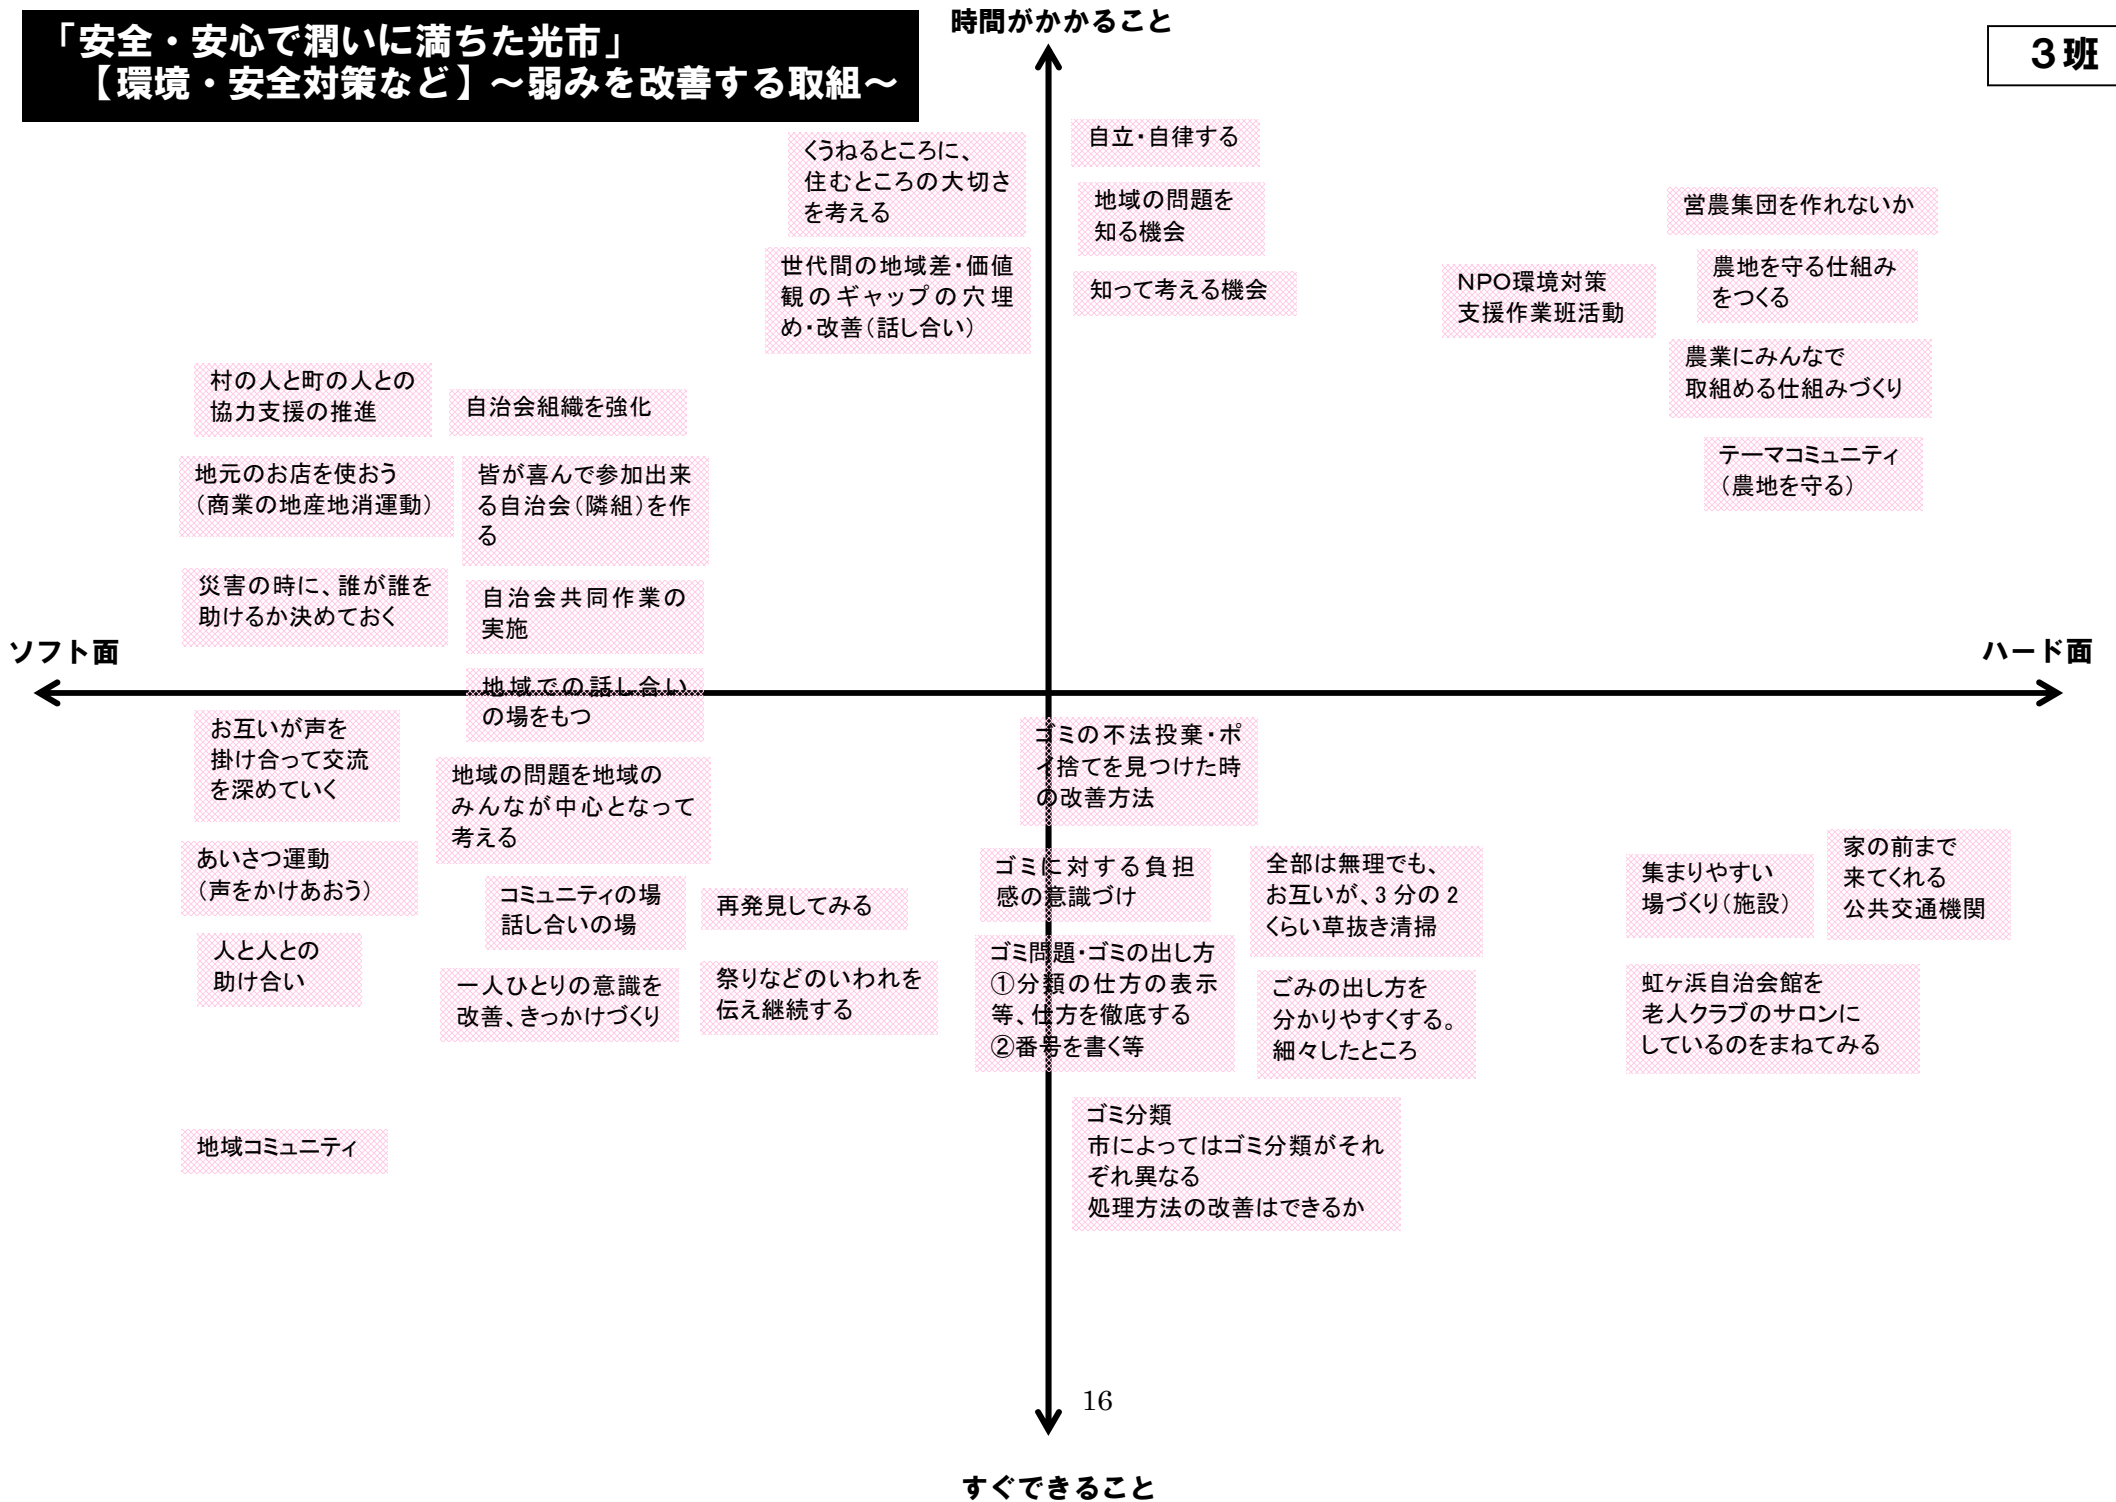 「安全・安心で潤いに満ちた光市」
【環境・安全対策など】～弱みを改善する取組～
時間がかかること
３班
くうねるところに、
住むところの大切さ
を考える
世代間の地域差・価値
観のギャップの穴埋
め・改善（話し合い）
自立・自律する
地域の問題を
知る機会
知って考える機会
NPO環境対策
支援作業班活動
営農集団を作れないか
農地を守る仕組み
をつくる
農業にみんなで
取組める仕組みづくり
テーマコミュニティ
（農地を守る）
村の人と町の人との
協力支援の推進
自治会組織を強化
地元のお店を使おう
（商業の地産地消運動）
皆が喜んで参加出来
る自治会（隣組）を作
る
災害の時に、誰が誰を
助けるか決めておく
自治会共同作業の
実施
ソフト面
ハード面
地域での話し合い
の場をもつ
お互いが声を
掛け合って交流
を深めていく
地域の問題を地域の
みんなが中心となって
考える
あいさつ運動
（声をかけあおう）
コミュニティの場
話し合いの場
再発見してみる
人と人との
助け合い
一人ひとりの意識を
改善、きっかけづくり
祭りなどのいわれを
伝え継続する
地域コミュニティ
ゴミの不法投棄・ポ
イ捨てを見つけた時
の改善方法
ゴミに対する負担
感の意識づけ
全部は無理でも、
お互いが、3 分の 2
くらい草抜き清掃
ゴミ問題・ゴミの出し方
①分類の仕方の表示
等、仕方を徹底する
②番号を書く等
ごみの出し方を
分かりやすくする。
細々したところ
ゴミ分類
市によってはゴミ分類がそれ
ぞれ異なる
処理方法の改善はできるか
集まりやすい
場づくり（施設）
家の前まで
来てくれる
公共交通機関
虹ヶ浜自治会館を
老人クラブのサロンに
しているのをまねてみる
16
すぐできること